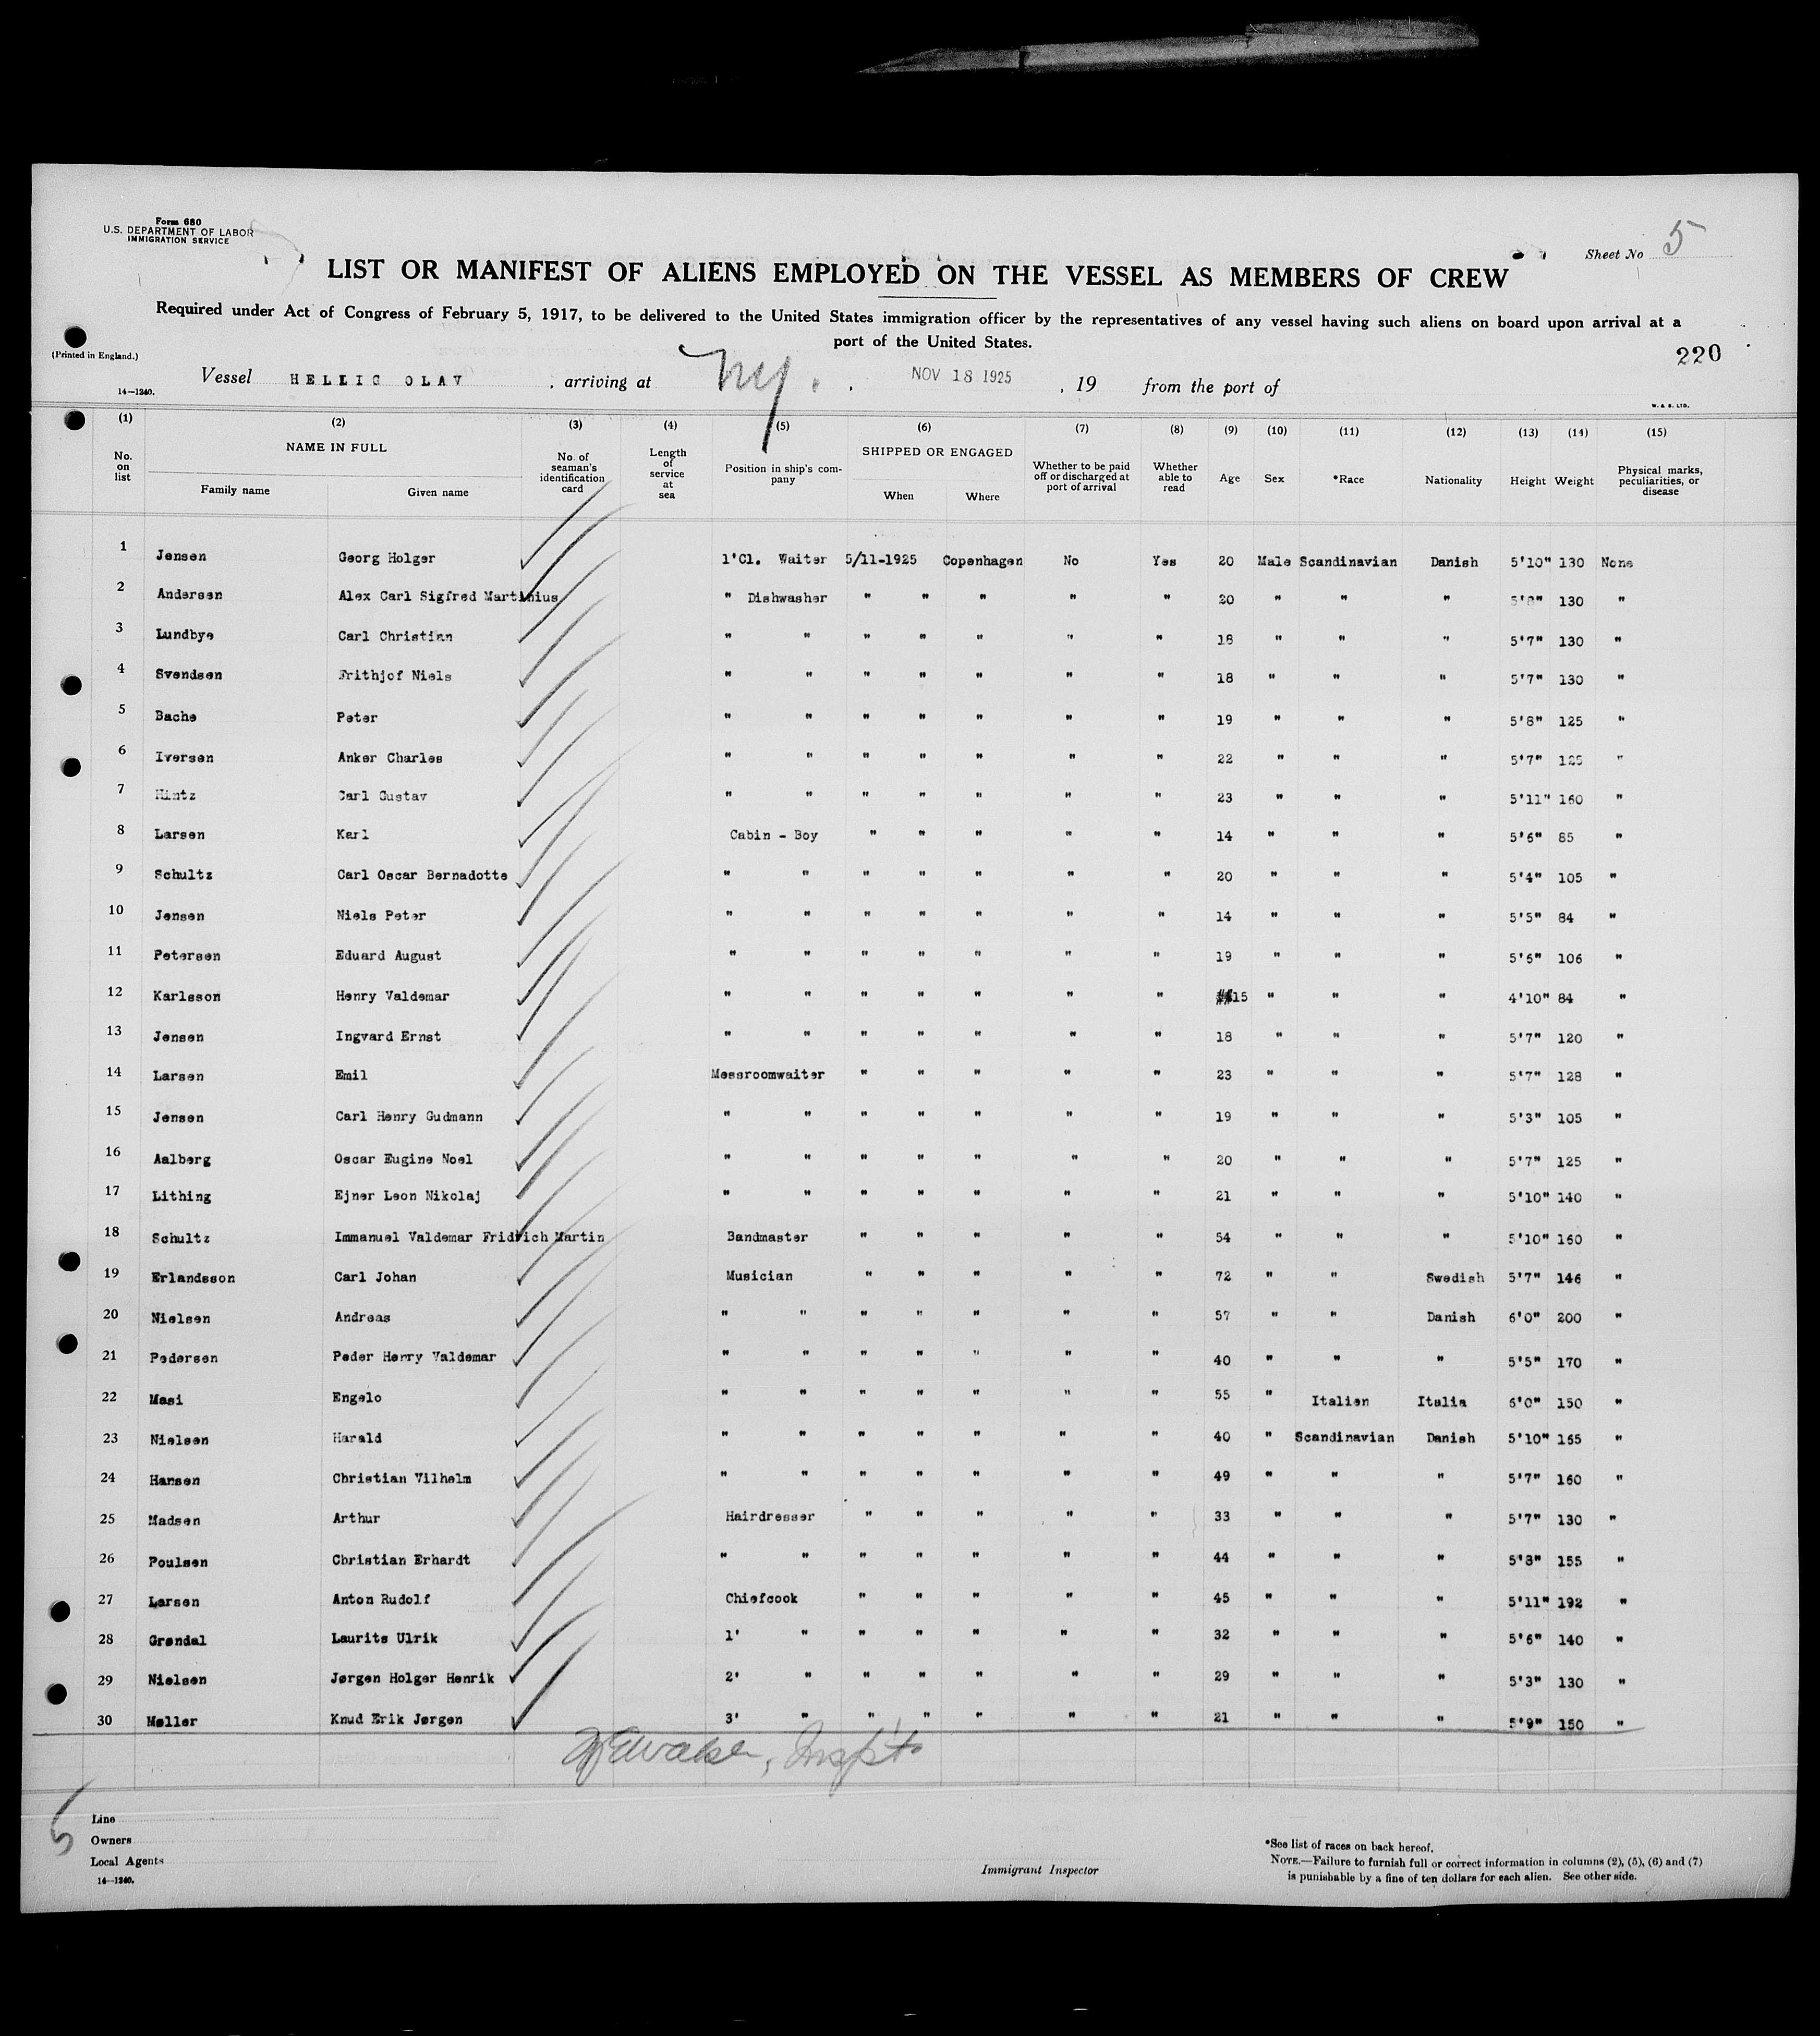 Form 680
U.S. DEPARTMENT OF LABOR
IMMIGRATION SERVICE
Sheet No 5
LIST OR MANIFEST OF ALIENS EMPLOYED ON THE VESSEL AS MEMBERS OF CREW
Required under Act of Congress of February 5, 1917, to be delivered to the United States immigration officer by the representatives of any vessel having such aliens on board upon arrival at a
port of the United States.
(Printed in England.)
220
Vessel HELLIG OLAV , arriving at NY. , NOV 18 1925 , 19 from the port of
14—1240.
W. & S. LTD.
(1) (2) (3) (4) (5) (6) (7) (8) (9) (10) (11) (12) (13) (14) (15)
No. on list NAME IN FULL Family name Given name No. of seaman's identification card Length of service at sea Position in ship's company SHIPPED OR ENGAGED When Where Whether to be paid off or discharged at port of arrival Whether able to read Age Sex *Race Nationality Height Weight Physical marks, peculiarities, or disease
1 Jensen Georg Holger 1'Cl. Waiter 5/11-1925 Copenhagen No Yes 20 Male Scandinavian Danish 5'10" 130 None
2 Andersen Alex Carl Sigfred Martinius " Dishwasher " " " " " 20 " " " 5'8" 130 "
3 Lundbye Carl Christian " " " " " " " 18 " " " 5'7" 130 "
4 Svendsen Frithjof Niels " " " " " " " 18 " " " 5'7" 130 "
5 Bache Peter " " " " " " " 19 " " " 5'8" 125 "
6 Iversen Anker Charles " " " " " " " 22 " " " 5'7" 125 "
7 Hintz Carl Gustav " " " " " " " 23 " " " 5'11" 160 "
8 Larsen Karl Cabin - Boy " " " " " 14 " " " 5'6" 85 "
9 Schultz Carl Oscar Bernadotte " " " " " " " 20 " " " 5'4" 105 "
10 Jensen Niels Peter " " " " " " " 14 " " " 5'5" 84 "
11 Petersen Eduard August " " " " " " " 19 " " " 5'6" 106 "
12 Karlsson Henry Valdemar " " " " " " " 15 " " " 4'10" 84 "
13 Jensen Ingvard Ernst " " " " " " " 18 " " " 5'7" 120 "
14 Larsen Emil Messroomwaiter " " " " " 23 " " " 5'7" 128 "
15 Jensen Carl Henry Gudmann " " " " " " " 19 " " " 5'3" 105 "
16 Aalberg Oscar Eugine Noel " " " " " " " 20 " " " 5'7" 125 "
17 Lithing Ejner Leon Nikolaj " " " " " " " 21 " " " 5'10" 140 "
18 Schultz Immanuel Valdemar Fridrich Martin Bandmaster " " " " " 54 " " " 5'10" 160 "
19 Erlandsson Carl Johan Musician " " " " " 72 " " Swedish 5'7" 146 "
20 Nielsen Andreas " " " " " " " 57 " " Danish 6'0" 200 "
21 Pedersen Peder Henry Valdemar " " " " " " " 40 " " " 5'5" 170 "
22 Masi Engelo " " " " " " " 55 " Italien Italia 6'0" 150 "
23 Nielsen Harald " " " " " " " 40 " Scandinavian Danish 5'10" 165 "
24 Hansen Christian Vilhelm " " " " " " " 49 " " " 5'7" 160 "
25 Madsen Arthur Hairdresser " " " " " 33 " " " 5'7" 130 "
26 Poulsen Christian Erhardt " " " " " " " 44 " " " 5'8" 155 "
27 Larsen Anton Rudolf Chiefcook " " " " " 45 " " " 5'11" 192 "
28 Grøndal Laurits Ulrik 1' " " " " " " 32 " " " 5'6" 140 "
29 Nielsen Jørgen Holger Henrik 2' " " " " " " 29 " " " 5'3" 130 "
30 Møller Knud Erik Jørgen 3' " " " " " " 21 " " " 5'9" 150 "
5
Line
Owners
Local Agents
14—1240.
Immigrant Inspector
*See list of races on back hereof.
NOTE.—Failure to furnish full or correct information in columns (2), (5), (6) and (7)
is punishable by a fine of ten dollars for each alien. See other side.